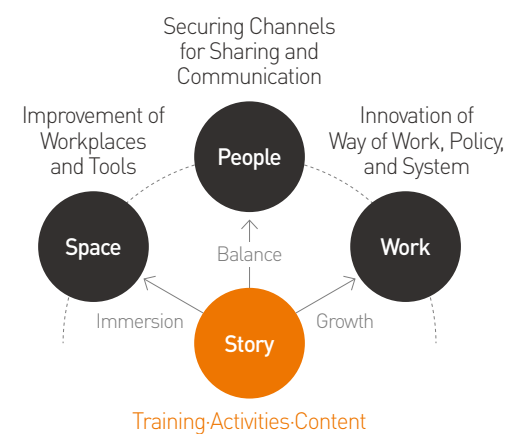 Securing Channels
for Sharing and
Communication
Improvement of
Workplaces
and Tools
Innovation of
Way of Work, Policy,
and System
People
Space
Work
Balance
Immersion
Growth
Story
Training·Activities·Content